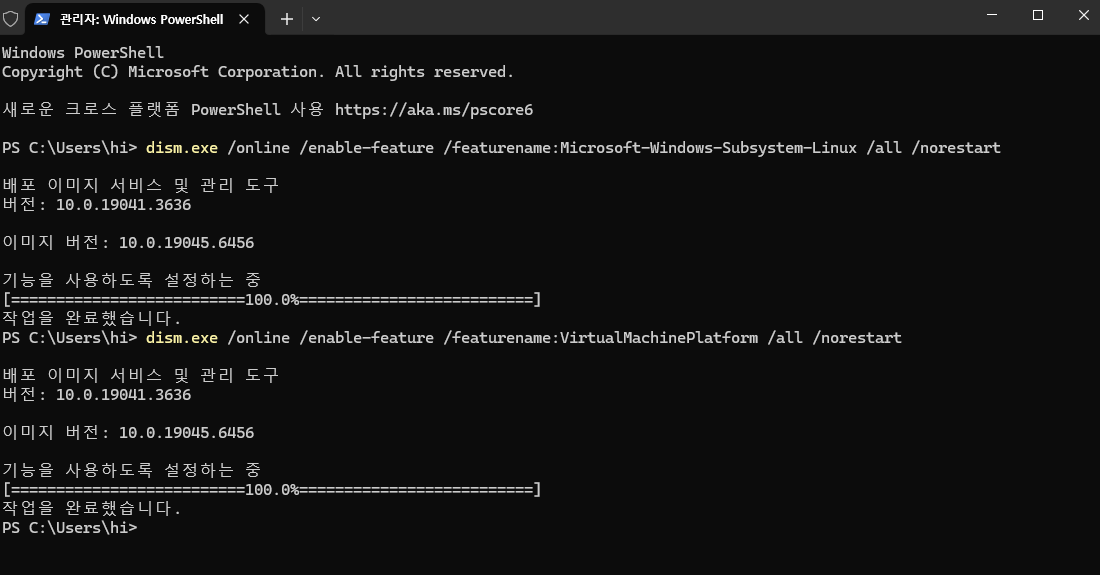 관리자: Windows PowerShell
Windows PowerShell
Copyright (C) Microsoft Corporation. All rights reserved.
새로운 크로스 플랫폼 PowerShell 사용 https://aka.ms/pscore6
PS C:\Users\hi> dism.exe /online /enable-feature /featurename:Microsoft-Windows-Subsystem-Linux /all /norestart
배포 이미지 서비스 및 관리 도구
버전: 10.0.19041.3636
이미지 버전: 10.0.19045.6456
기능을 사용하도록 설정하는 중
[==========================100.0%==========================]
작업을 완료했습니다.
PS C:\Users\hi> dism.exe /online /enable-feature /featurename:VirtualMachinePlatform /all /norestart
배포 이미지 서비스 및 관리 도구
버전: 10.0.19041.3636
이미지 버전: 10.0.19045.6456
기능을 사용하도록 설정하는 중
[==========================100.0%==========================]
작업을 완료했습니다.
PS C:\Users\hi>